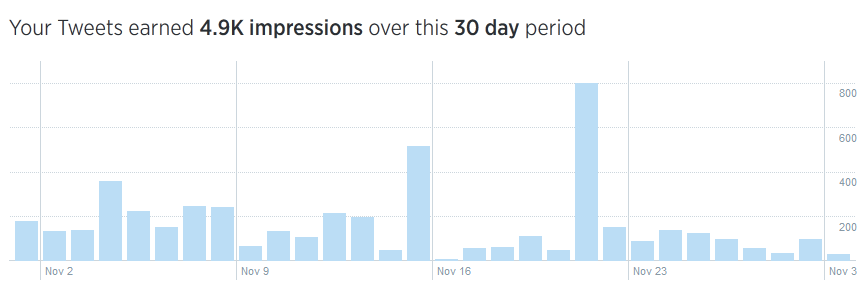 Your Tweets earned 4.9K impressions over this 30 day period
800
600
400
200
Nov 2
Nov 9
Nov 16
Nov 23
Nov 3